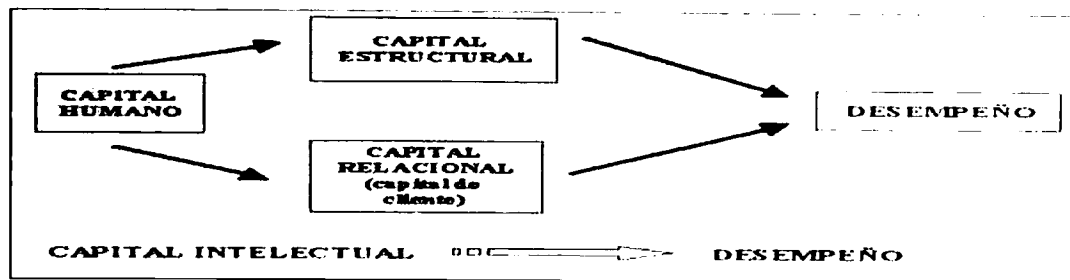 CAPITAL
ESTRUCTURAL
CAPITAL
HUMANO
DESEMPEÑO
CAPITAL
RELACIONAL
(capital de
cliente)
CAPITAL INTELECTUAL
DESEMPEÑO